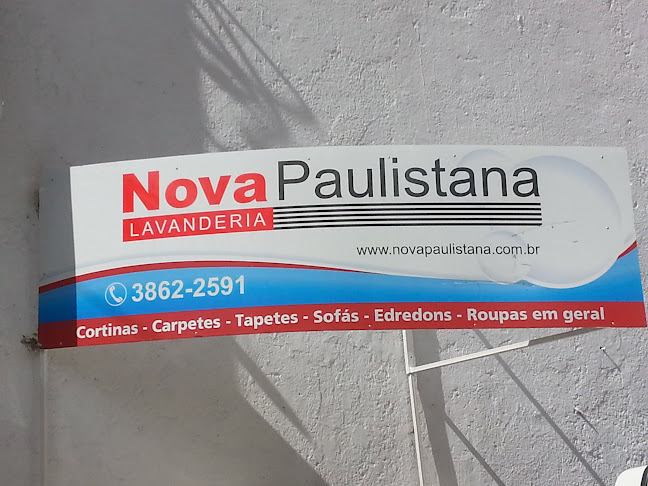 Nova Paulistana
LAVANDERIA
www.novapaulistana.com.br
3862-2591
Cortinas - Carpetes - Tapetes - Sofás - Edredons - Roupas em geral